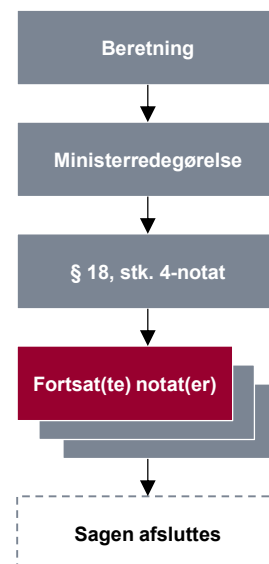 Beretning
Ministerredegørelse
§ 18, stk. 4-notat
Fortsat(te) notat(er)
Sagen afsluttes